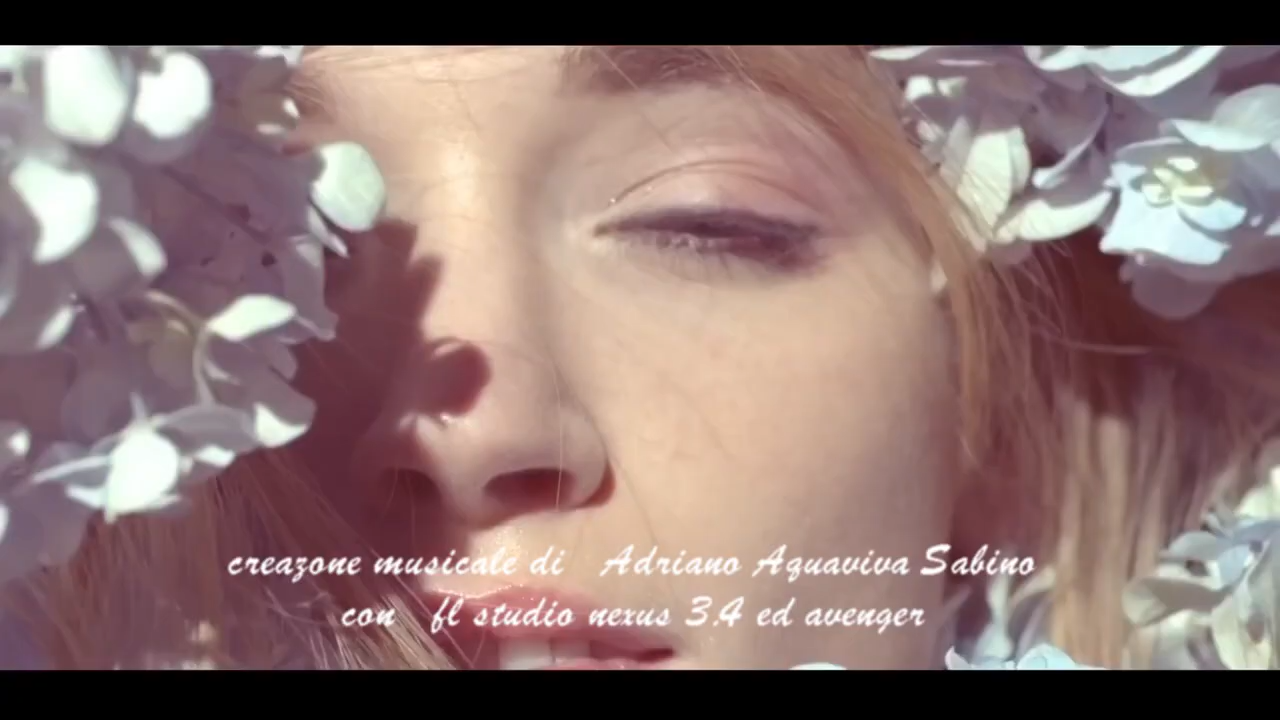 creazone musicale di Adriano Aquaviva Sabino
con fl studio nexus 3.4 ed avenger